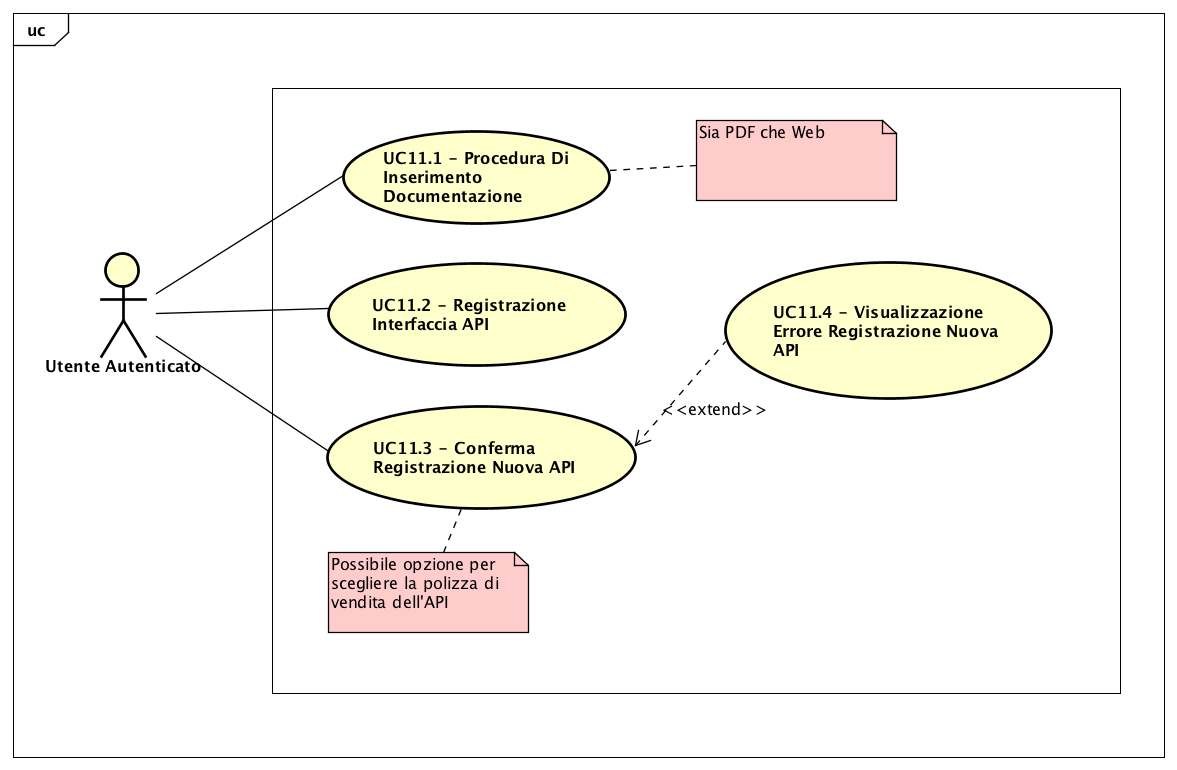 uc
UC11.1 - Procedura Di
Inserimento
Documentazione
Sia PDF che Web
UC11.2 - Registrazione
Interfaccia API
UC11.4 - Visualizzazione
Errore Registrazione Nuova
API
Utente Autenticato
<<extend>>
UC11.3 - Conferma
Registrazione Nuova API
Possibile opzione per
scegliere la polizza di
vendita dell'API